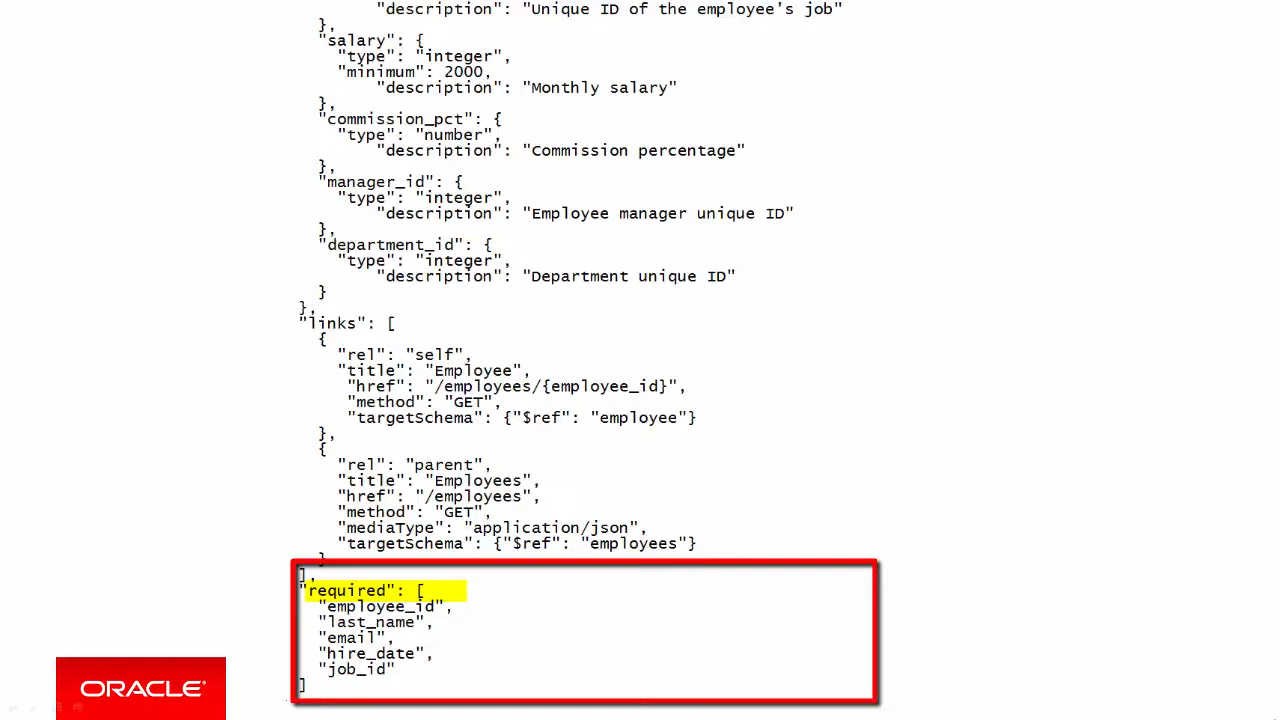 "description": "Unique ID of the employee's job"
},
"salary": {
"type": "integer",
"minimum": 2000,
"description": "Monthly salary"
},
"commission_pct": {
"type": "number",
"description": "Commission percentage"
},
"manager_id": {
"type": "integer",
"description": "Employee manager unique ID"
},
"department_id": {
"type": "integer",
"description": "Department unique ID"
}
},
"links": [
{
"rel": "self",
"title": "Employee",
"href": "/employees/{employee_id}",
"method": "GET",
"targetSchema": {"$ref": "employee"}
},
{
"rel": "parent",
"title": "Employees",
"href": "/employees",
"method": "GET",
"mediaType": "application/json",
"targetSchema": {"$ref": "employees"}
}
],
"required": [
"employee_id",
"last_name",
"email",
"hire_date",
"job_id"
]
ORACLE